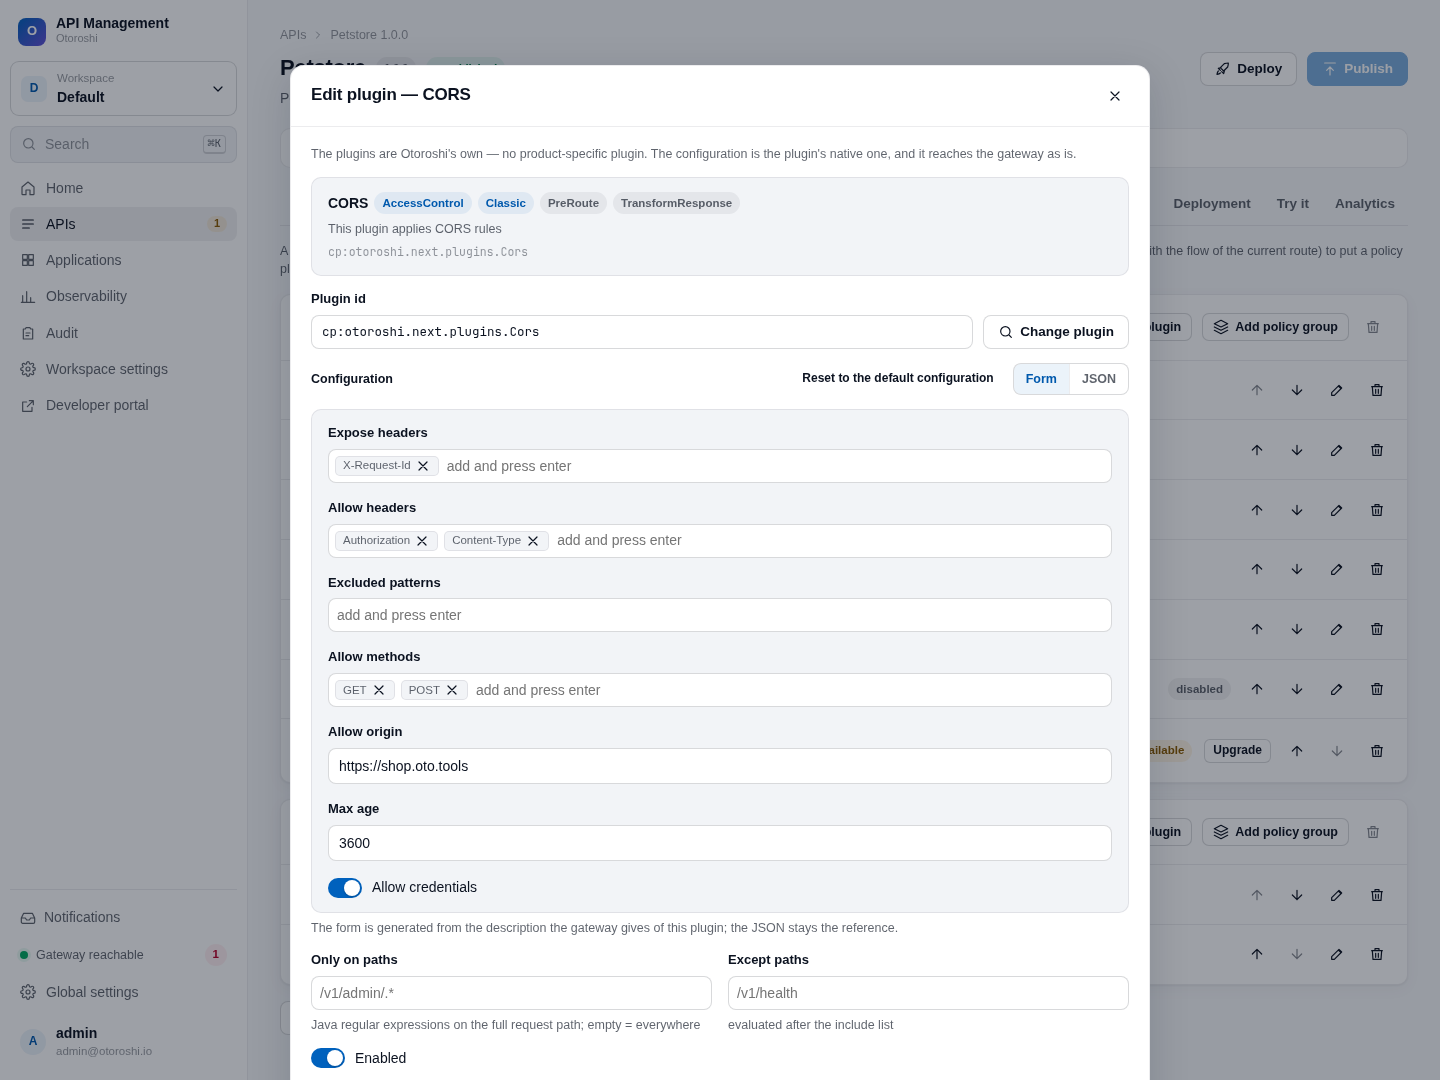 O
API Management
Otoroshi
D
Workspace
Default
Search
⌘K
Home
APIs
1
Applications
Observability
Audit
Workspace settings
Developer portal
Notifications
Gateway reachable
1
Global settings
A
admin
admin@otoroshi.io
APIs
Petstore 1.0.0
Deploy
Publish
Deployment
Try it
Analytics
ith the flow of the current route) to put a policy
Add policy group
disabled
Upgrade
Add policy group
Edit plugin — CORS
The plugins are Otoroshi's own — no product-specific plugin. The configuration is the plugin's native one, and it reaches the gateway as is.
CORS
AccessControl
Classic
PreRoute
TransformResponse
This plugin applies CORS rules
cp:otoroshi.next.plugins.Cors
Plugin id
cp:otoroshi.next.plugins.Cors
Change plugin
Configuration
Reset to the default configuration
Form
JSON
Expose headers
X-Request-Id
add and press enter
Allow headers
Authorization
Content-Type
add and press enter
Excluded patterns
add and press enter
Allow methods
GET
POST
add and press enter
Allow origin
https://shop.oto.tools
Max age
3600
Allow credentials
The form is generated from the description the gateway gives of this plugin; the JSON stays the reference.
Only on paths
/v1/admin/.*
Java regular expressions on the full request path; empty = everywhere
Except paths
/v1/health
evaluated after the include list
Enabled